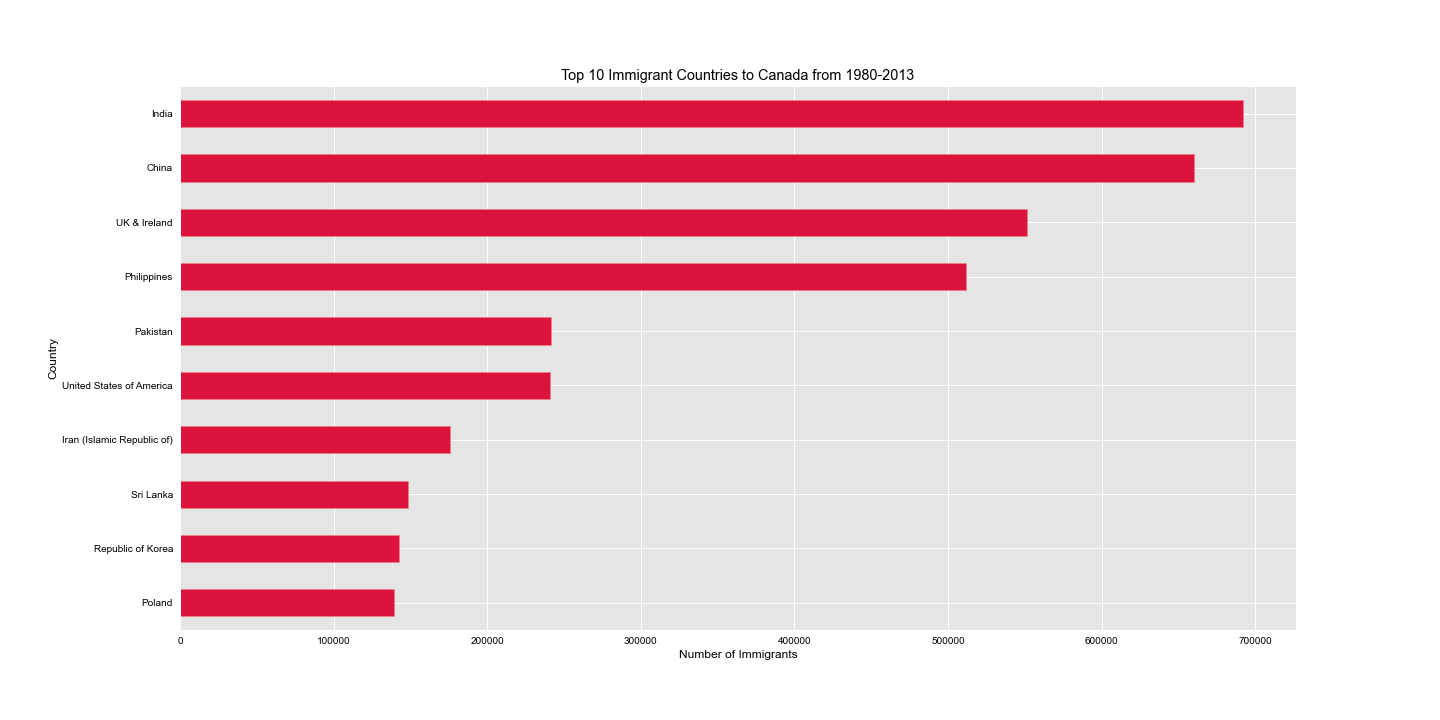 Top 10 Immigrant Countries to Canada from 1980-2013
India
China
UK & Ireland
Philippines
Pakistan
Country
United States of America
Iran (Islamic Republic of)
Sri Lanka
Republic of Korea
Poland
0 100000 200000 300000 400000 500000 600000 700000
Number of Immigrants